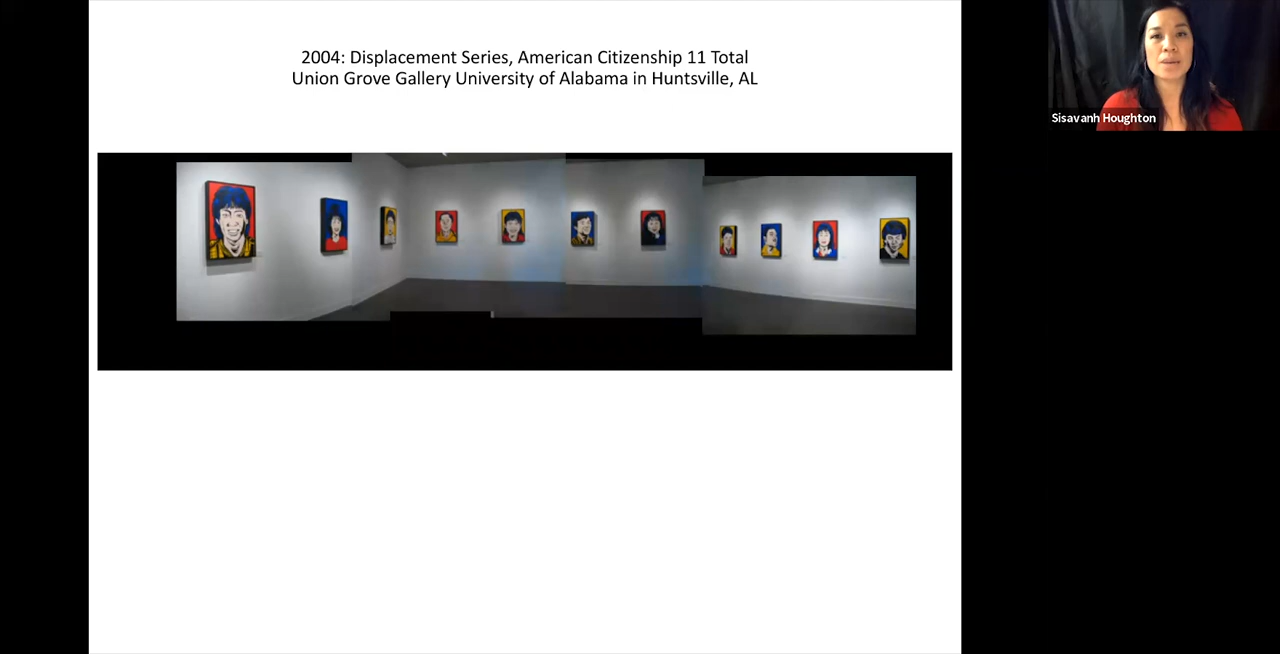 2004: Displacement Series, American Citizenship 11 Total
Union Grove Gallery University of Alabama in Huntsville, AL
Sisavanh Houghton